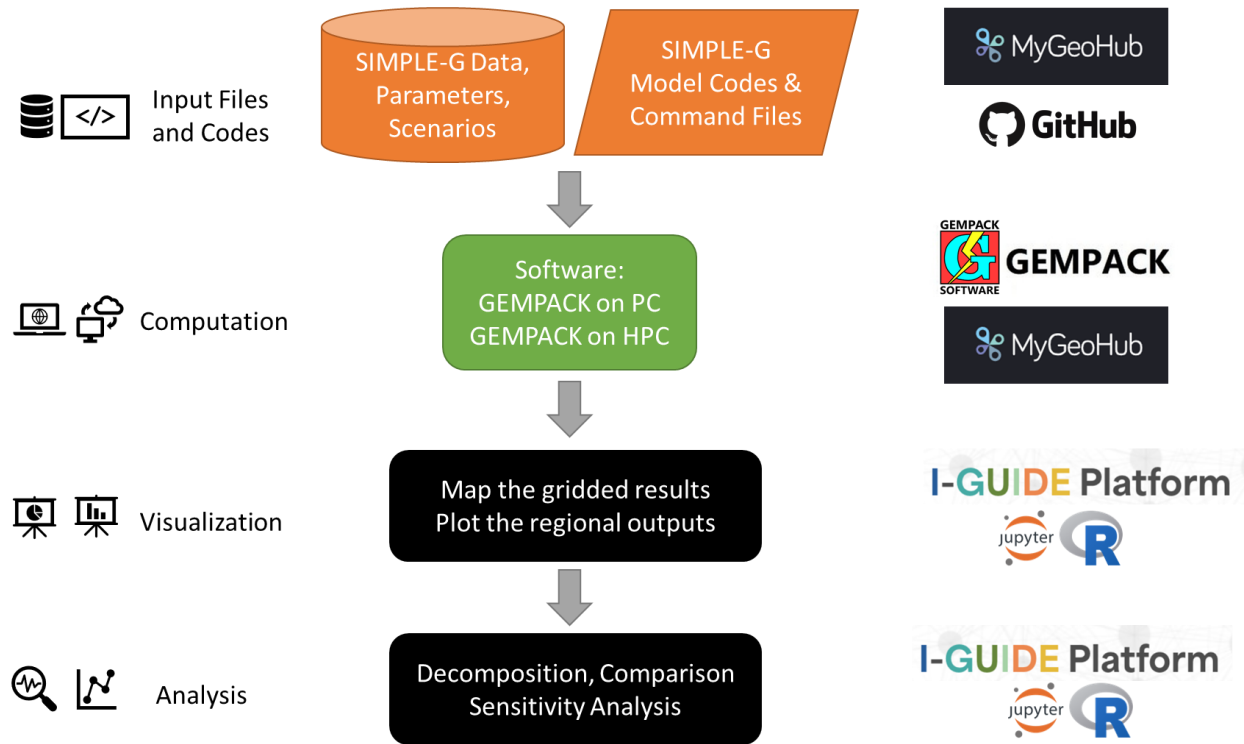 </>
Input Files
and Codes
SIMPLE-G Data,
Parameters,
Scenarios
SIMPLE-G
Model Codes &
Command Files
MyGeoHub
GitHub
Computation
Software:
GEMPACK on PC
GEMPACK on HPC
GEMPACK
G
SOFTWARE
GEMPACK
MyGeoHub
Visualization
Map the gridded results
Plot the regional outputs
I-GUIDE Platform
jupyter
R
Analysis
Decomposition, Comparison
Sensitivity Analysis
I-GUIDE Platform
jupyter
R